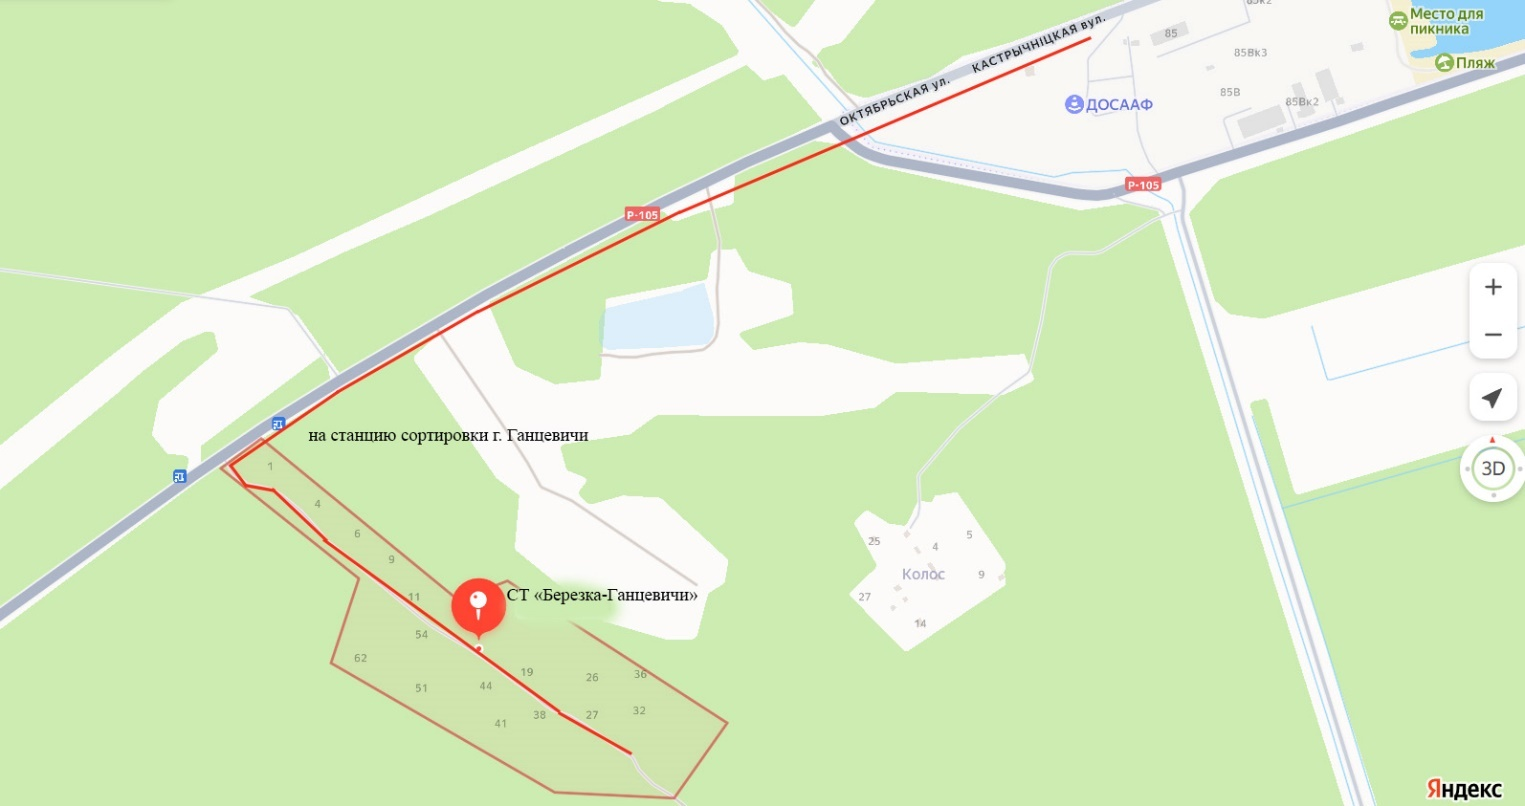 85к2
Место для
пикника
КАСТРЫЧНІЦКАЯ вул.
85
85Вк3
Пляж
ОКТЯБРЬСКАЯ ул.
85В
85Вк2
ДОСААФ
Р-105
Р-105
на станцию сортировки г. Ганцевичи
1
4
6
9
11
СТ «Березка-Ганцевичи»
54
62
51
44
19
26
36
41
38
27
32
25
4
5
Колос
9
27
14
+
−
3D
Яндекс